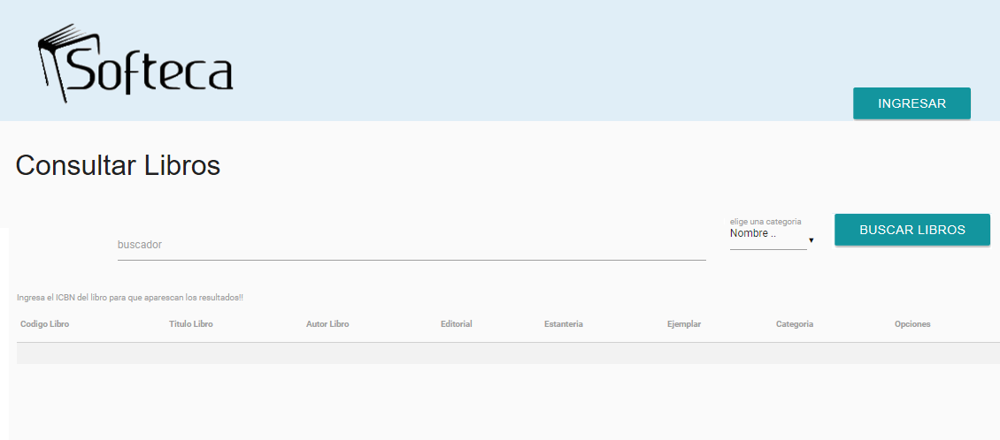 Softeca
INGRESAR
Consultar Libros
buscador
elige una categoria
Nombre ..
BUSCAR LIBROS
Ingresa el ICBN del libro para que aparescan los resultados!!
Codigo Libro Titulo Libro Autor Libro Editorial Estanteria Ejemplar Categoria Opciones